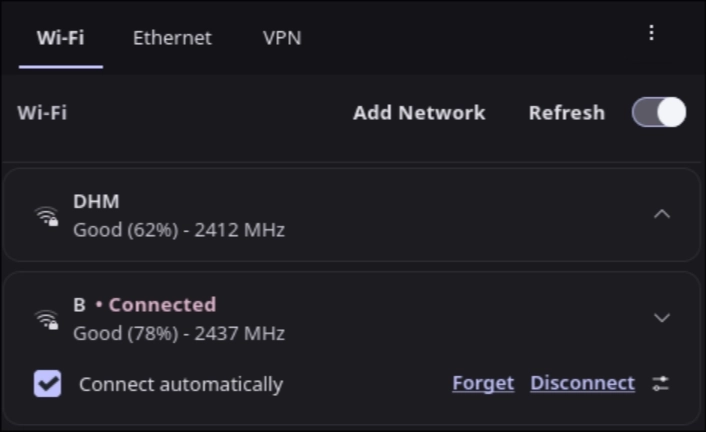 Wi-Fi Ethernet VPN
Wi-Fi Add Network Refresh
DHM
Good (62%) - 2412 MHz
B • Connected
Good (78%) - 2437 MHz
Connect automatically Forget Disconnect